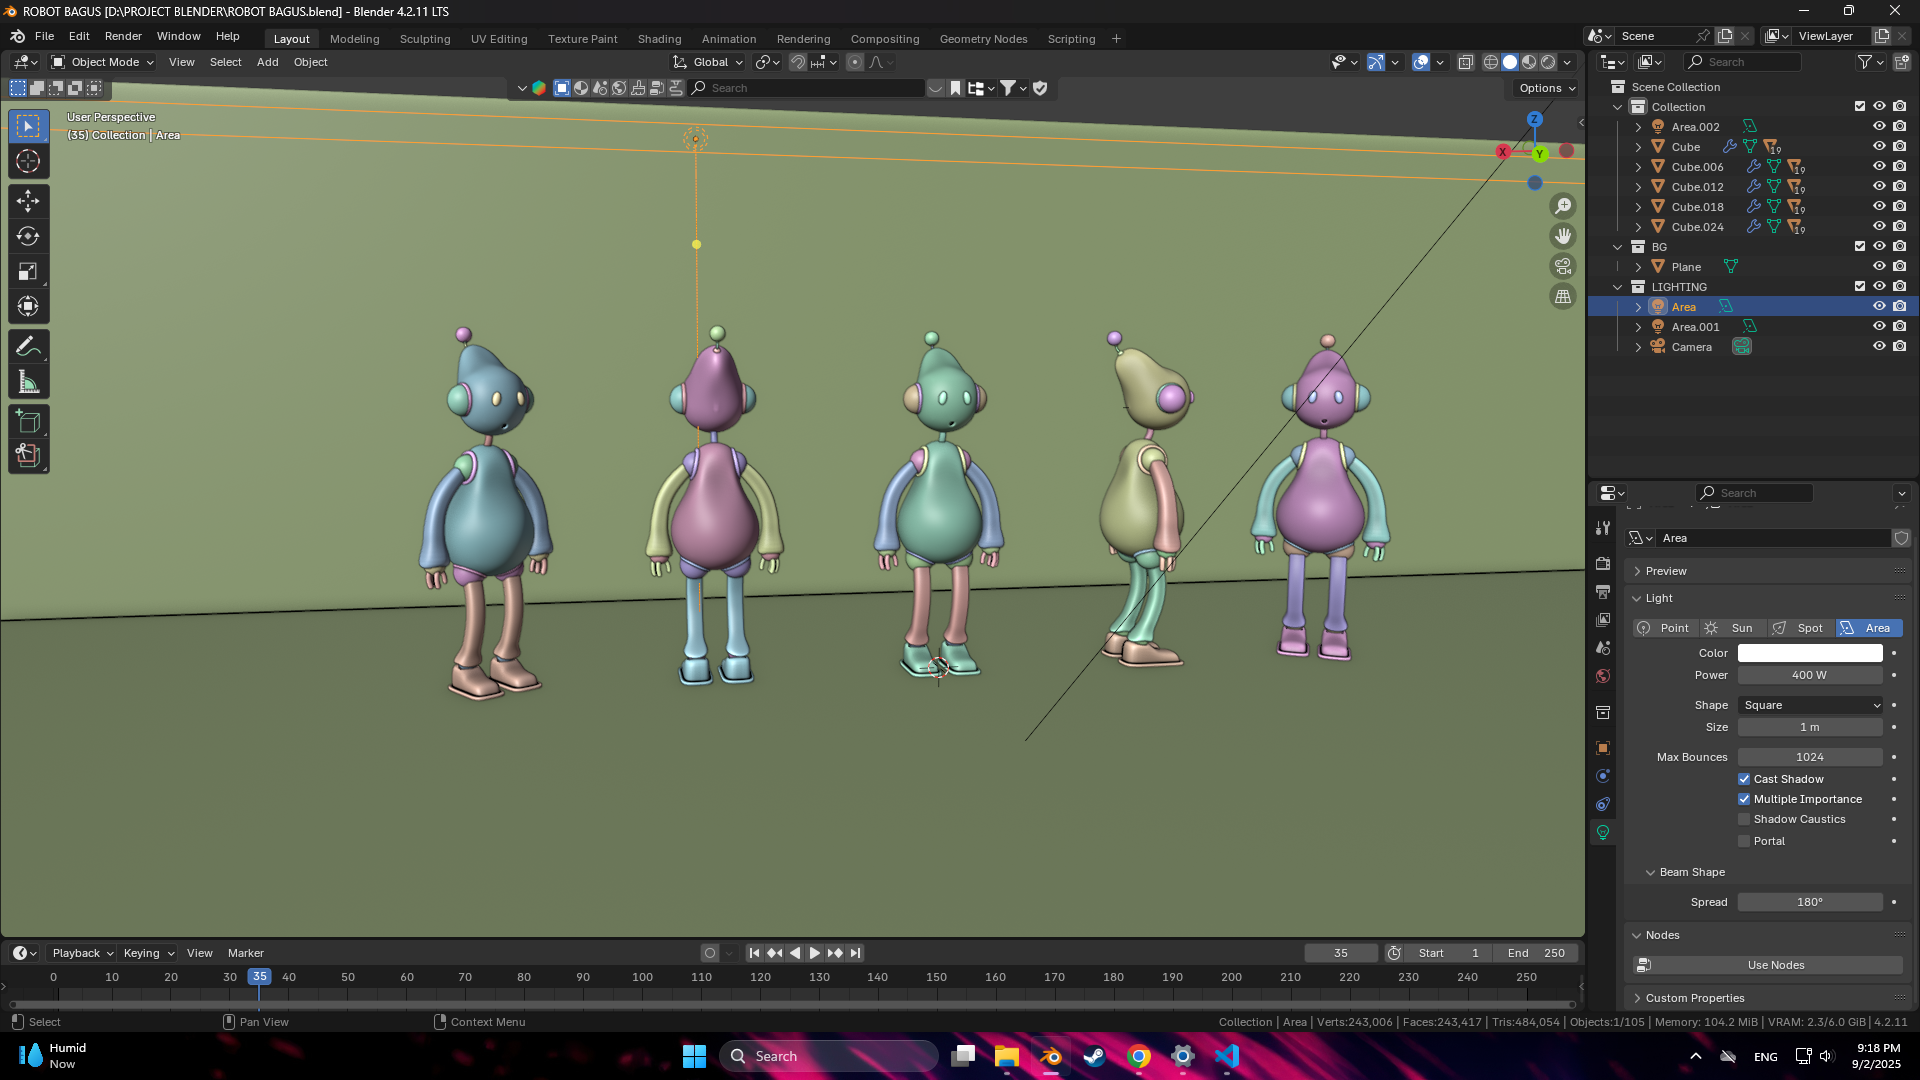 ROBOT BAGUS [D:\PROJECT BLENDER\ROBOT BAGUS.blend] - Blender 4.2.11 LTS
File Edit Render Window Help
Layout Modeling Sculpting UV Editing Texture Paint Shading Animation Rendering Compositing Geometry Nodes Scripting
Scene
ViewLayer
Object Mode View Select Add Object
Global
Search
Options
Search
User Perspective
(35) Collection | Area
Z
X
Y
Scene Collection
Collection
Area.002
Cube 19
Cube.006 19
Cube.012 19
Cube.018 19
Cube.024 19
BG
Plane
LIGHTING
Area
Area.001
Camera
Search
Area
Preview
Light
Point Sun Spot Area
Color
Power 400 W
Shape Square
Size 1 m
Max Bounces 1024
Cast Shadow
Multiple Importance
Shadow Caustics
Portal
Beam Shape
Spread 180°
Nodes
Use Nodes
Custom Properties
Playback Keying View Marker
35
Start 1
End 250
0 10 20 30 35 40 50 60 70 80 90 100 110 120 130 140 150 160 170 180 190 200 210 220 230 240 250
Select
Pan View
Context Menu
Collection | Area | Verts:243,006 | Faces:243,417 | Tris:484,054 | Objects:1/105 | Memory: 104.2 MiB | VRAM: 2.3/6.0 GiB | 4.2.11
Humid
Now
Search
ENG
9:18 PM
9/2/2025